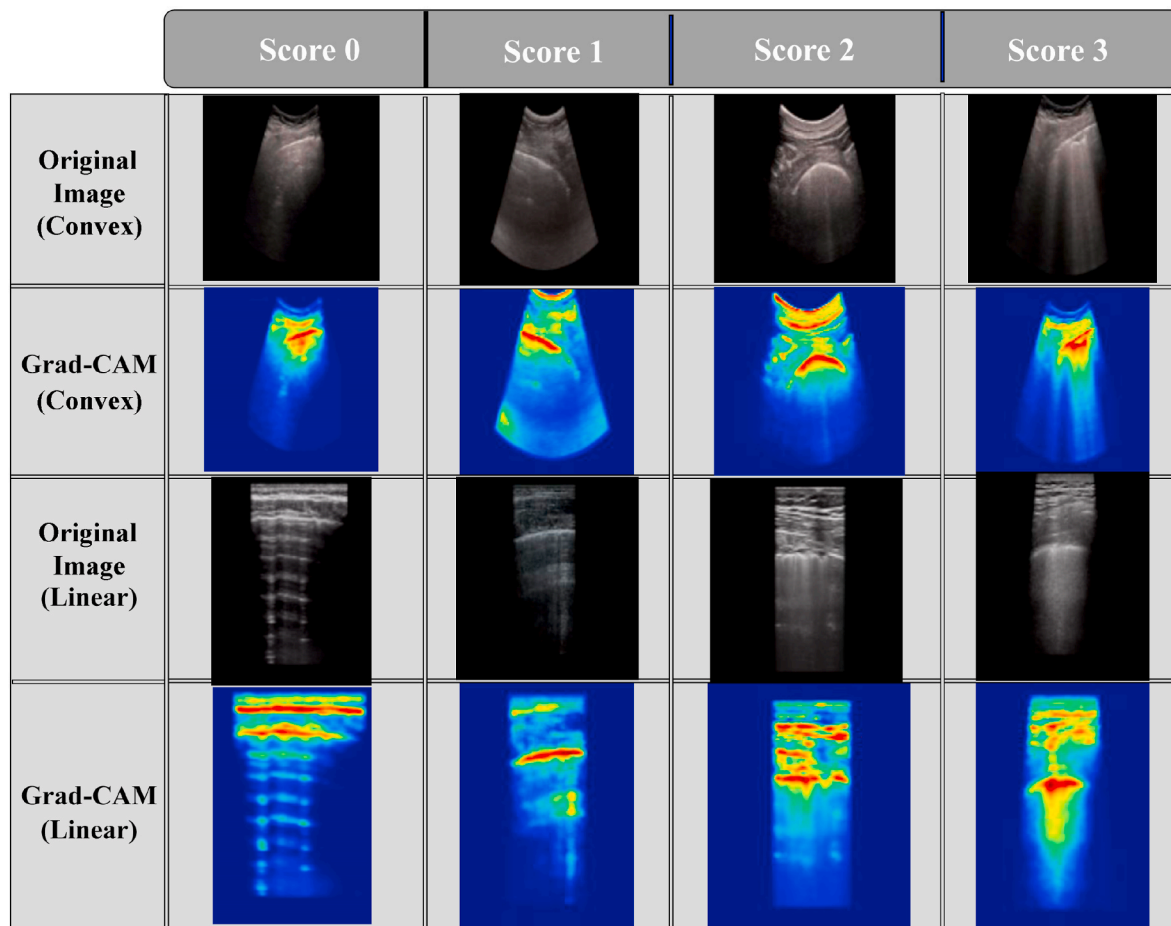 Score 0 Score 1 Score 2 Score 3
Original
Image
(Convex)
Grad-CAM
(Convex)
Original
Image
(Linear)
Grad-CAM
(Linear)